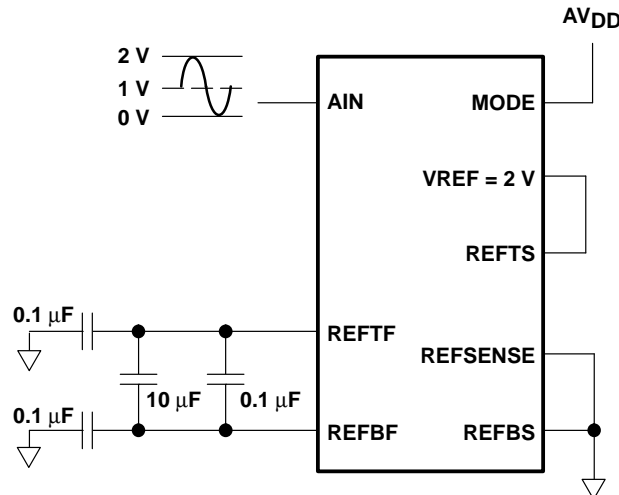 AVDD
2 V
1 V
0 V
AIN
MODE
VREF = 2 V
REFTS
0.1 μF
REFTF
REFSENSE
10 μF
0.1 μF
0.1 μF
REFBF
REFBS